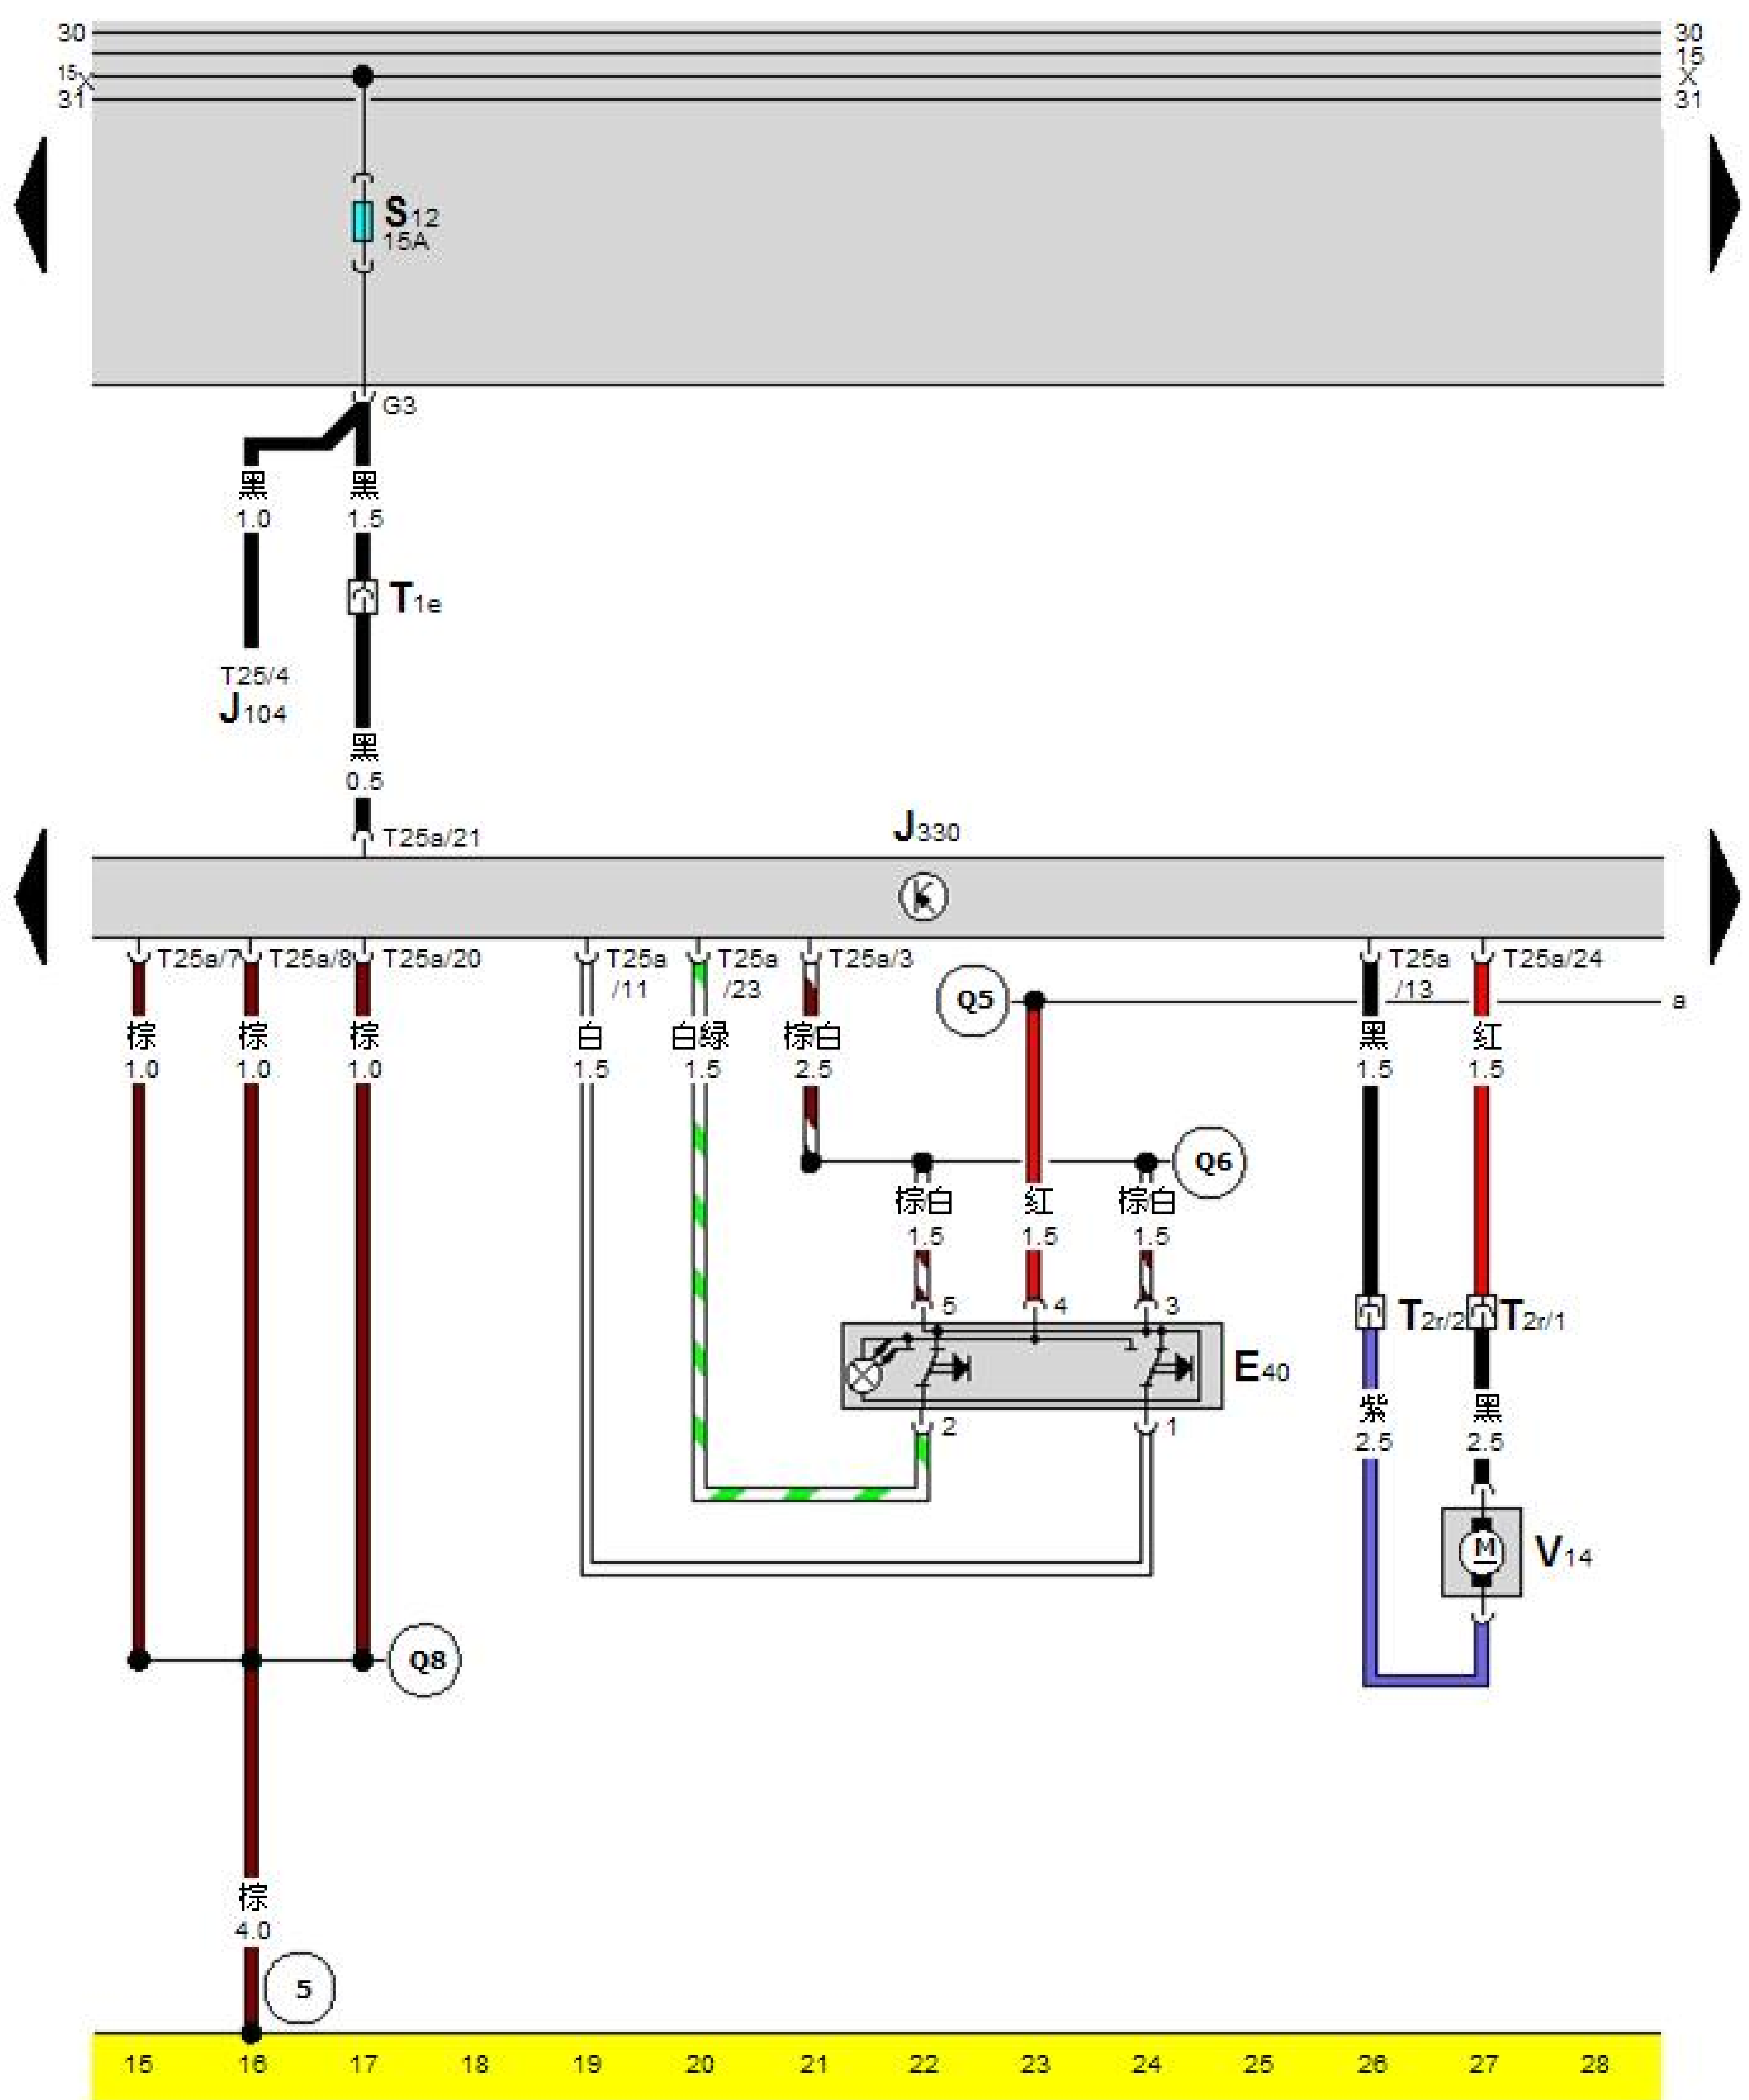 30 30
15 15
X X
31 31
S12
15A
G3
黑 黑
1.0 1.5
T1e
T25/4
J104
黑
0.5
T25a/21
J330
K
T25a/7 T25a/8 T25a/20 T25a/11 T25a/23 T25a/3 T25a/13 T25a/24
Q5 a
棕 棕 棕 白 白绿 棕白 黑 红
1.0 1.0 1.0 1.5 1.5 2.5 1.5 1.5
Q6
棕白 红 棕白
1.5 1.5 1.5
5 4 3
T2r/2 T2r/1
E40
紫 黑
2.5 2.5
2 1
M
V14
Q8
棕
4.0
5
15 16 17 18 19 20 21 22 23 24 25 26 27 28